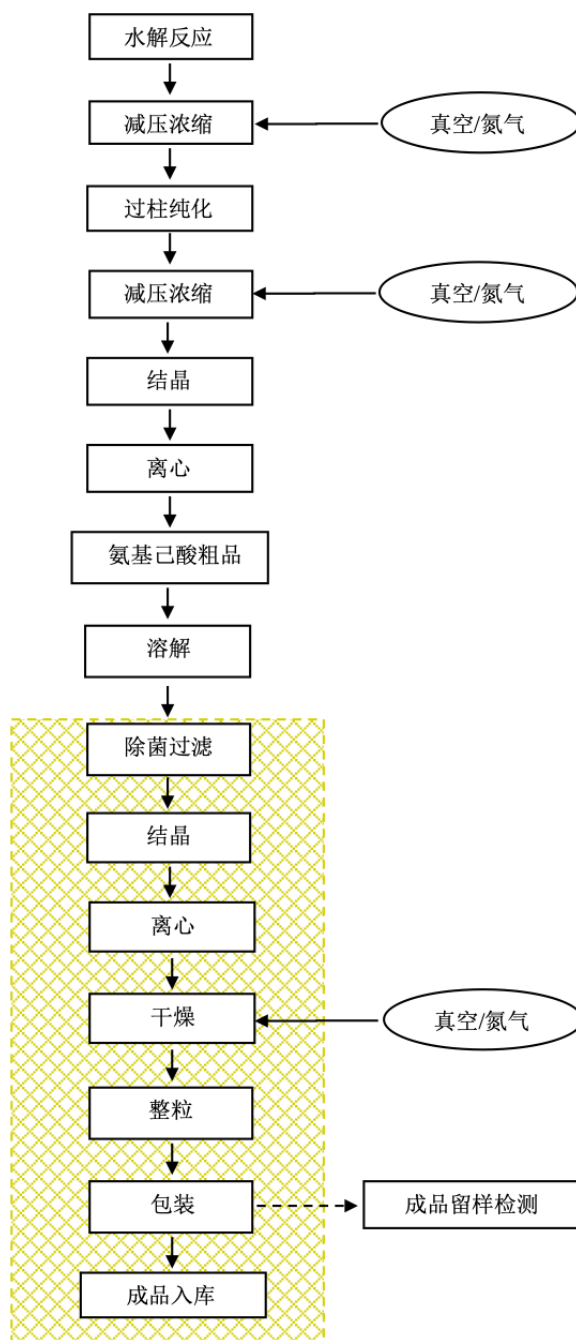 水解反应
减压浓缩
真空/氮气
过柱纯化
减压浓缩
真空/氮气
结晶
离心
氨基己酸粗品
溶解
除菌过滤
结晶
离心
干燥
真空/氮气
整粒
包装
成品留样检测
成品入库